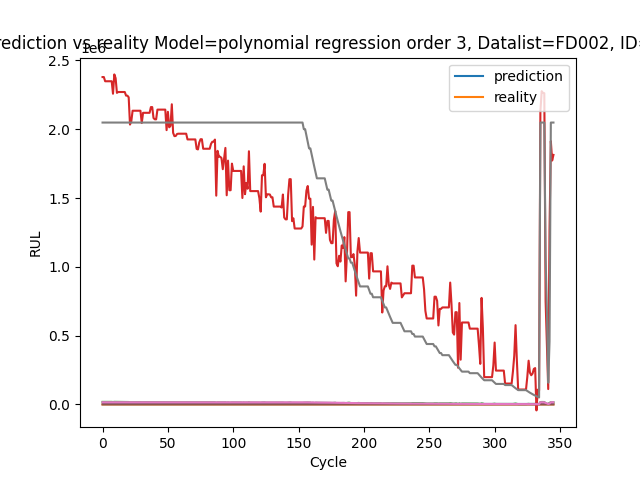 rediction vs reality Model=polynomial regression order 3, Datalist=FD002, ID=
1e6
2.5
2.0
1.5
1.0
0.5
0.0
RUL
0 50 100 150 200 250 300 350
Cycle
prediction
reality